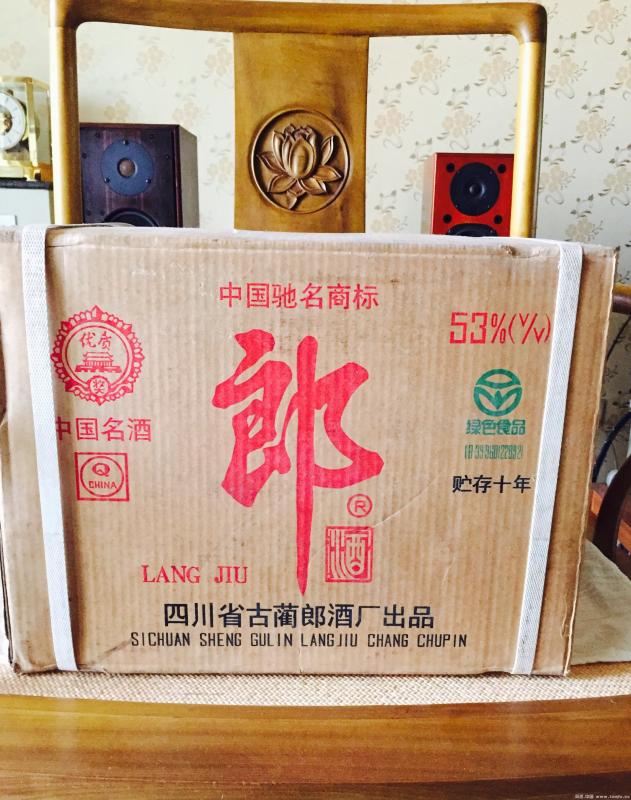 中国驰名商标
53%(V/V)
优质
奖
中国名酒
Q
CHINA
郎
®
酒
绿色食品
贮存十年
LANG JIU
四川省古蔺郎酒厂出品
SICHUAN SHENG GULIN LANGJIU CHANG CHUPIN